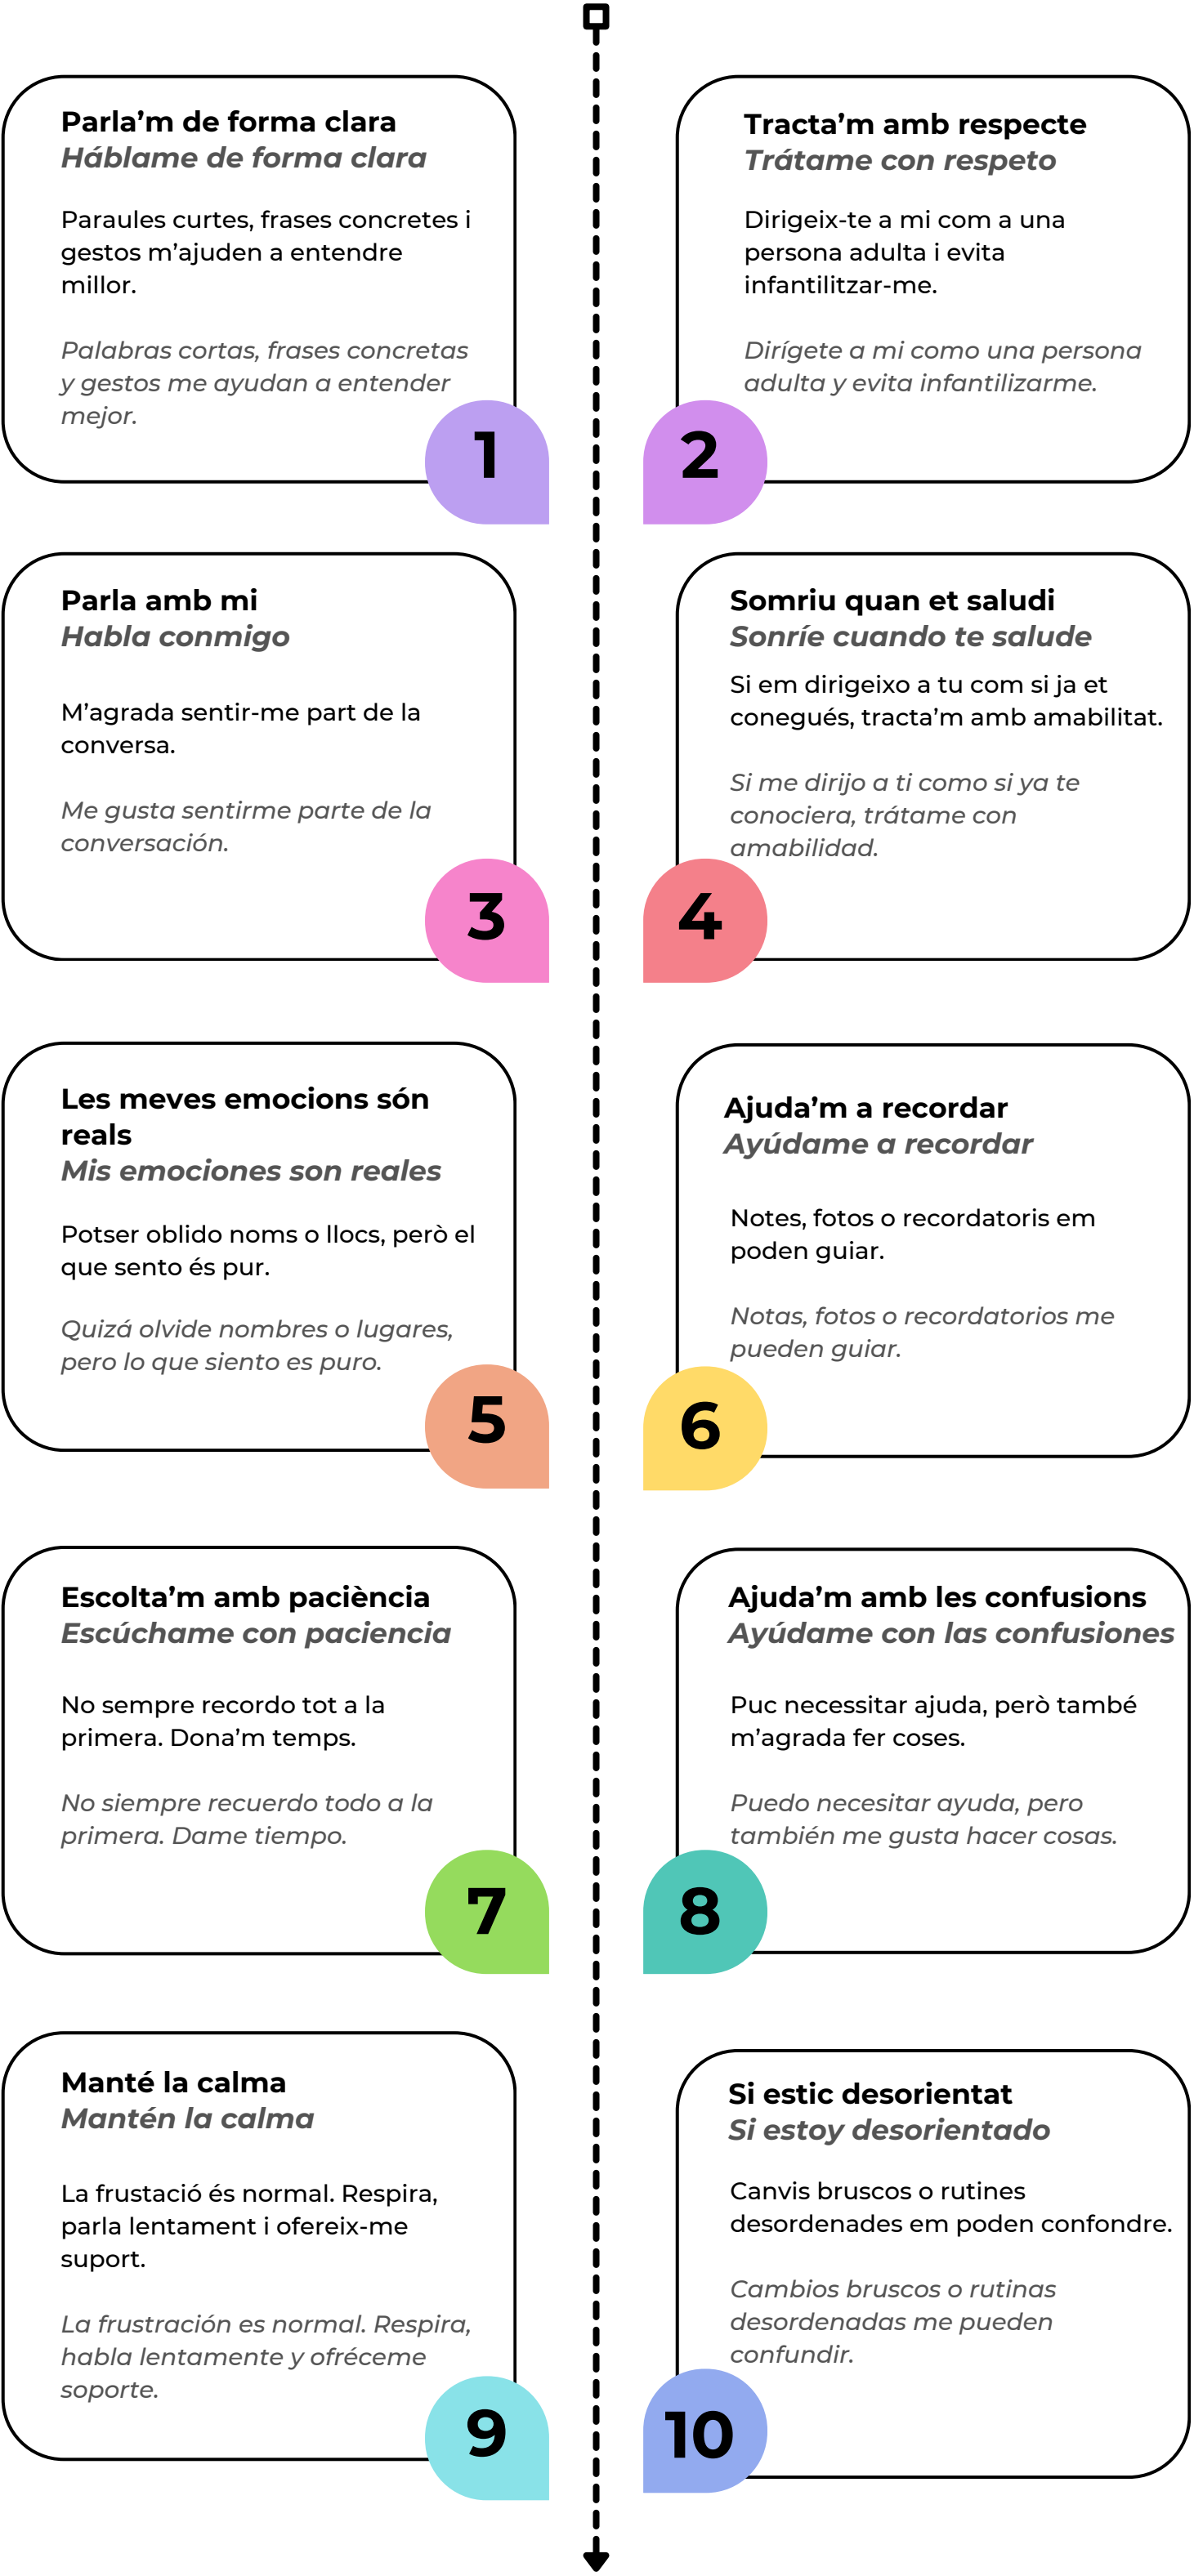 Parla’m de forma clara
Háblame de forma clara
Paraules curtes, frases concretes i
gestos m’ajuden a entendre
millor.
Palabras cortas, frases concretas
y gestos me ayudan a entender
mejor.
1
Tracta’m amb respecte
Trátame con respeto
Dirigeix-te a mi com a una
persona adulta i evita
infantilitzar-me.
Dirígete a mi como una persona
adulta y evita infantilizarme.
2
Parla amb mi
Habla conmigo
M’agrada sentir-me part de la
conversa.
Me gusta sentirme parte de la
conversación.
3
Somriu quan et saludi
Sonríe cuando te salude
Si em dirigeixo a tu com si ja et
conegués, tracta’m amb amabilitat.
Si me dirijo a ti como si ya te
conociera, trátame con
amabilidad.
4
Les meves emocions són
reals
Mis emociones son reales
Potser oblido noms o llocs, però el
que sento és pur.
Quizá olvide nombres o lugares,
pero lo que siento es puro.
5
Ajuda’m a recordar
Ayúdame a recordar
Notes, fotos o recordatoris em
poden guiar.
Notas, fotos o recordatorios me
pueden guiar.
6
Escolta’m amb paciència
Escúchame con paciencia
No sempre recordo tot a la
primera. Dona’m temps.
No siempre recuerdo todo a la
primera. Dame tiempo.
7
Ajuda’m amb les confusions
Ayúdame con las confusiones
Puc necessitar ajuda, però també
m’agrada fer coses.
Puedo necesitar ayuda, pero
también me gusta hacer cosas.
8
Manté la calma
Mantén la calma
La frustació és normal. Respira,
parla lentament i ofereix-me
suport.
La frustración es normal. Respira,
habla lentamente y ofréceme
soporte.
9
Si estic desorientat
Si estoy desorientado
Canvis bruscos o rutines
desordenades em poden confondre.
Cambios bruscos o rutinas
desordenadas me pueden
confundir.
10